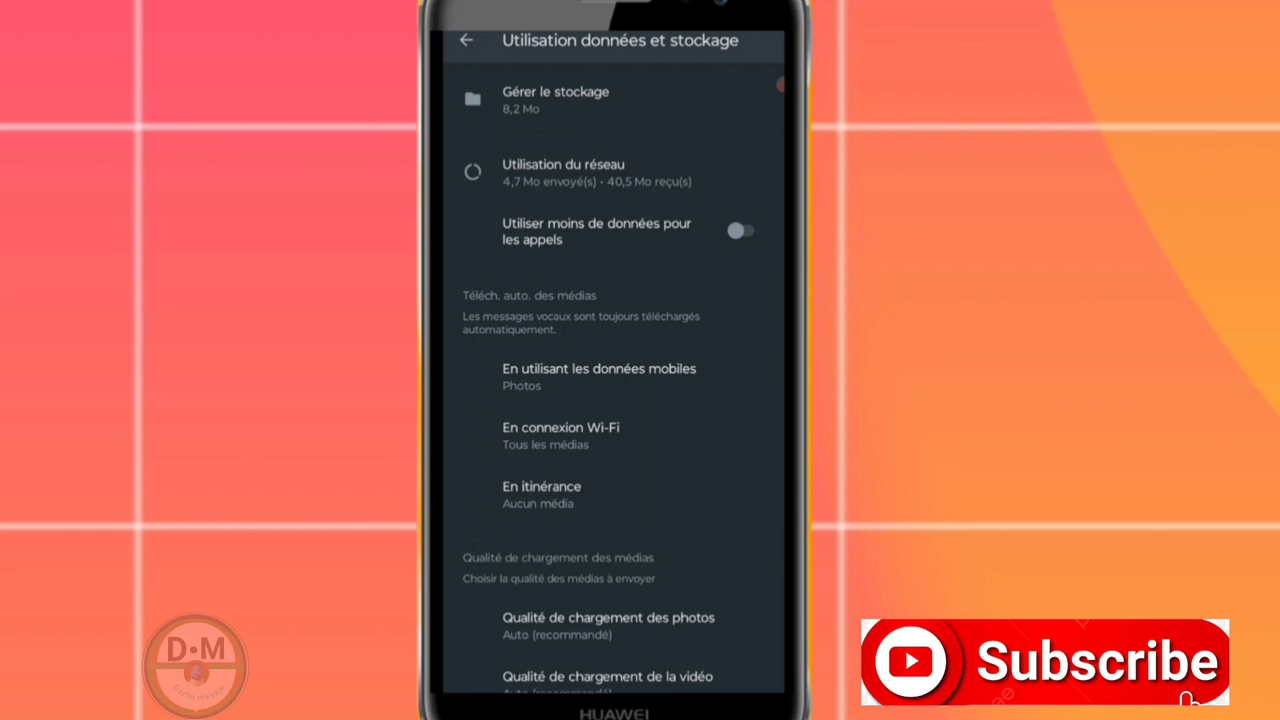 Utilisation données et stockage
Gérer le stockage
8,2 Mo
Utilisation du réseau
4,7 Mo envoyé(s) • 40,5 Mo reçu(s)
Utiliser moins de données pour
les appels
Téléch. auto. des médias
Les messages vocaux sont toujours téléchargés
automatiquement.
En utilisant les données mobiles
Photos
En connexion Wi-Fi
Tous les médias
En itinérance
Aucun média
Qualité de chargement des médias
Choisir la qualité des médias à envoyer
Qualité de chargement des photos
Auto (recommandé)
Qualité de chargement de la vidéo
Auto (recommandé)
HUAWEI
D•M
Subscribe